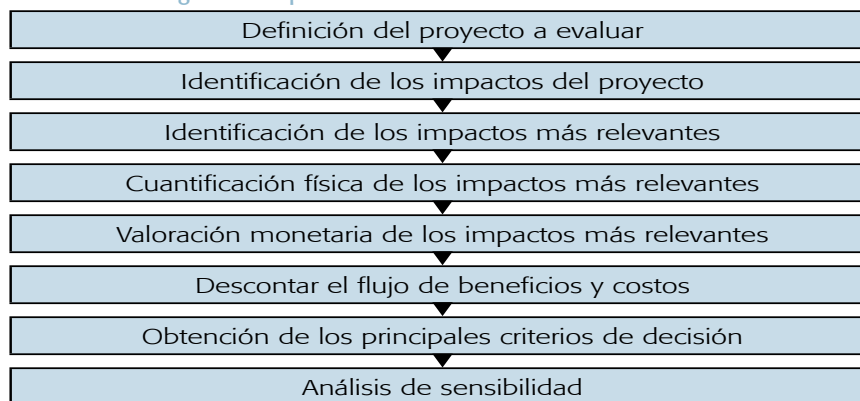 Definición del proyecto a evaluar
Identificación de los impactos del proyecto
Identificación de los impactos más relevantes
Cuantificación física de los impactos más relevantes
Valoración monetaria de los impactos más relevantes
Descontar el flujo de beneficios y costos
Obtención de los principales criterios de decisión
Análisis de sensibilidad